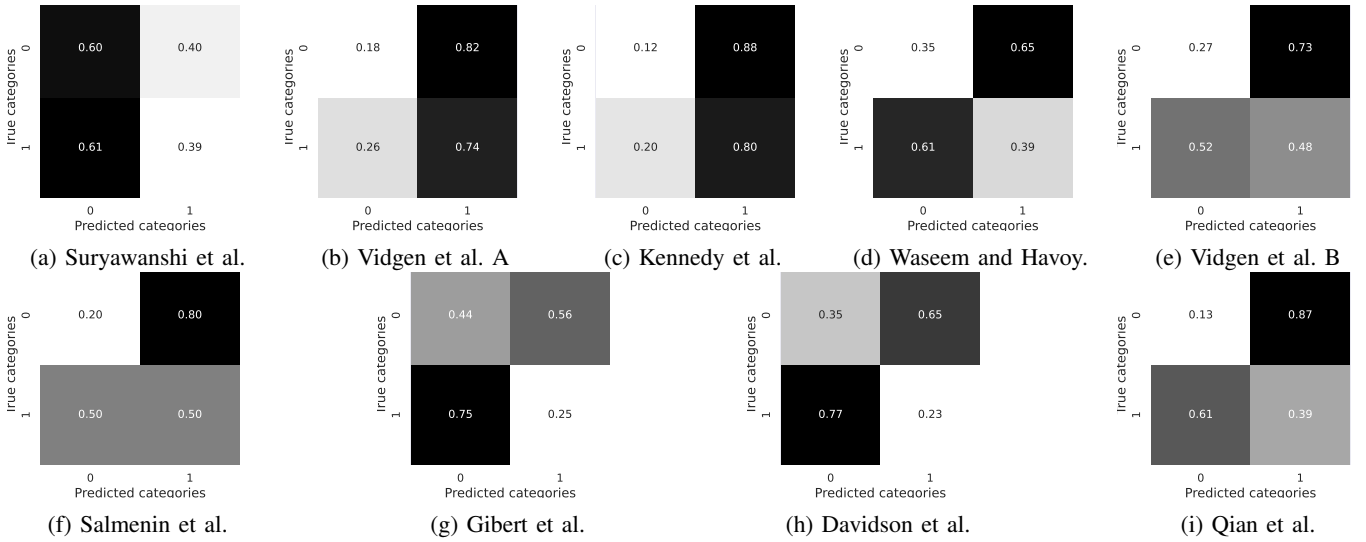 0.60 0.40
0.61 0.39
True categories
0
1
0 1
Predicted categories
(a) Suryawanshi et al.
0.18 0.82
0.26 0.74
True categories
0
1
0 1
Predicted categories
(b) Vidgen et al. A
0.12 0.88
0.20 0.80
True categories
0
1
0 1
Predicted categories
(c) Kennedy et al.
0.35 0.65
0.61 0.39
True categories
0
1
0 1
Predicted categories
(d) Waseem and Havoy.
0.27 0.73
0.52 0.48
True categories
0
1
0 1
Predicted categories
(e) Vidgen et al. B
0.20 0.80
0.50 0.50
True categories
0
1
0 1
Predicted categories
(f) Salmenin et al.
0.44 0.56
0.75 0.25
True categories
0
1
0 1
Predicted categories
(g) Gibert et al.
0.35 0.65
0.77 0.23
True categories
0
1
0 1
Predicted categories
(h) Davidson et al.
0.13 0.87
0.61 0.39
True categories
0
1
0 1
Predicted categories
(i) Qian et al.